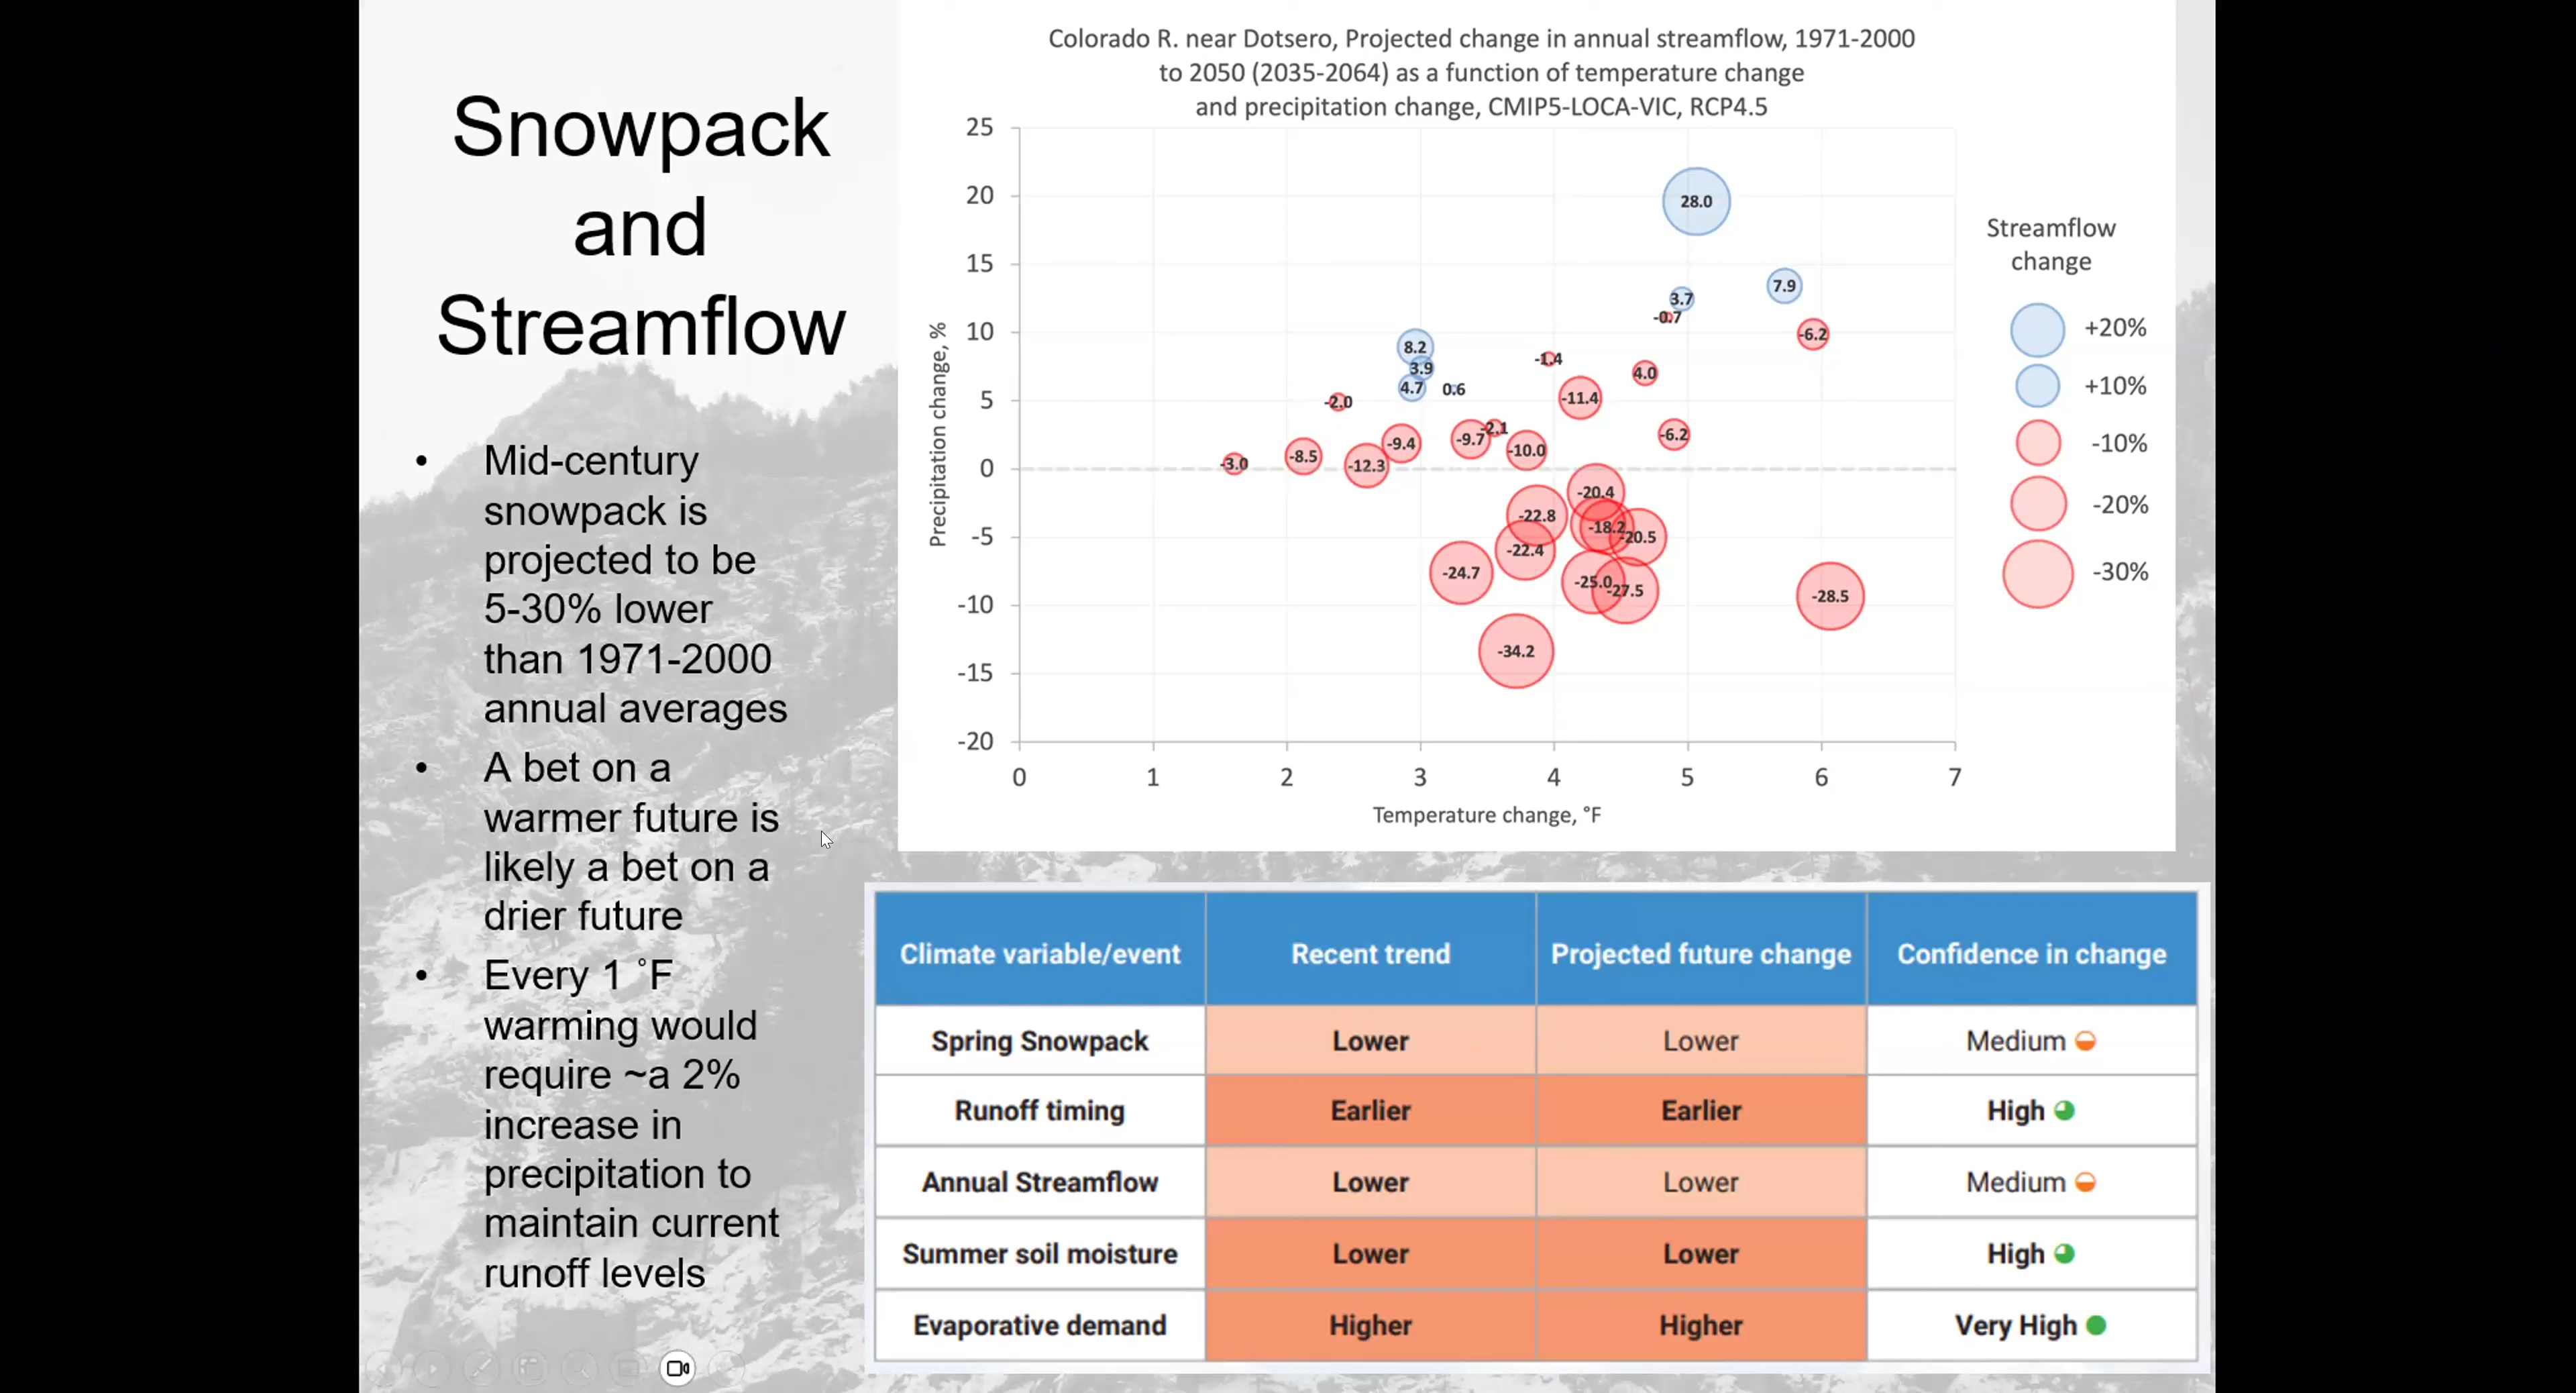 Snowpack
and
Streamflow
• Mid-century
snowpack is
projected to be
5-30% lower
than 1971-2000
annual averages
• A bet on a
warmer future is
likely a bet on a
drier future
• Every 1 °F
warming would
require ~a 2%
increase in
precipitation to
maintain current
runoff levels
Colorado R. near Dotsero, Projected change in annual streamflow, 1971-2000
to 2050 (2035-2064) as a function of temperature change
and precipitation change, CMIP5-LOCA-VIC, RCP4.5
Precipitation change, %
25
20
15
10
5
0
-5
-10
-15
-20
28.0
7.9
3.7
-0.7
-6.2
8.2
-1.4
3.9
4.0
4.7
0.6
-2.0
-11.4
-2.1
-6.2
-9.7
-9.4
-10.0
-8.5
-3.0
-12.3
-20.4
-22.8
-18.2
-20.5
-22.4
-24.7
-25.0
-27.5
-28.5
-34.2
0 1 2 3 4 5 6 7
Temperature change, °F
Streamflow
change
+20%
+10%
-10%
-20%
-30%
Climate variable/event Recent trend Projected future change Confidence in change
Spring Snowpack Lower Lower Medium
Runoff timing Earlier Earlier High
Annual Streamflow Lower Lower Medium
Summer soil moisture Lower Lower High
Evaporative demand Higher Higher Very High